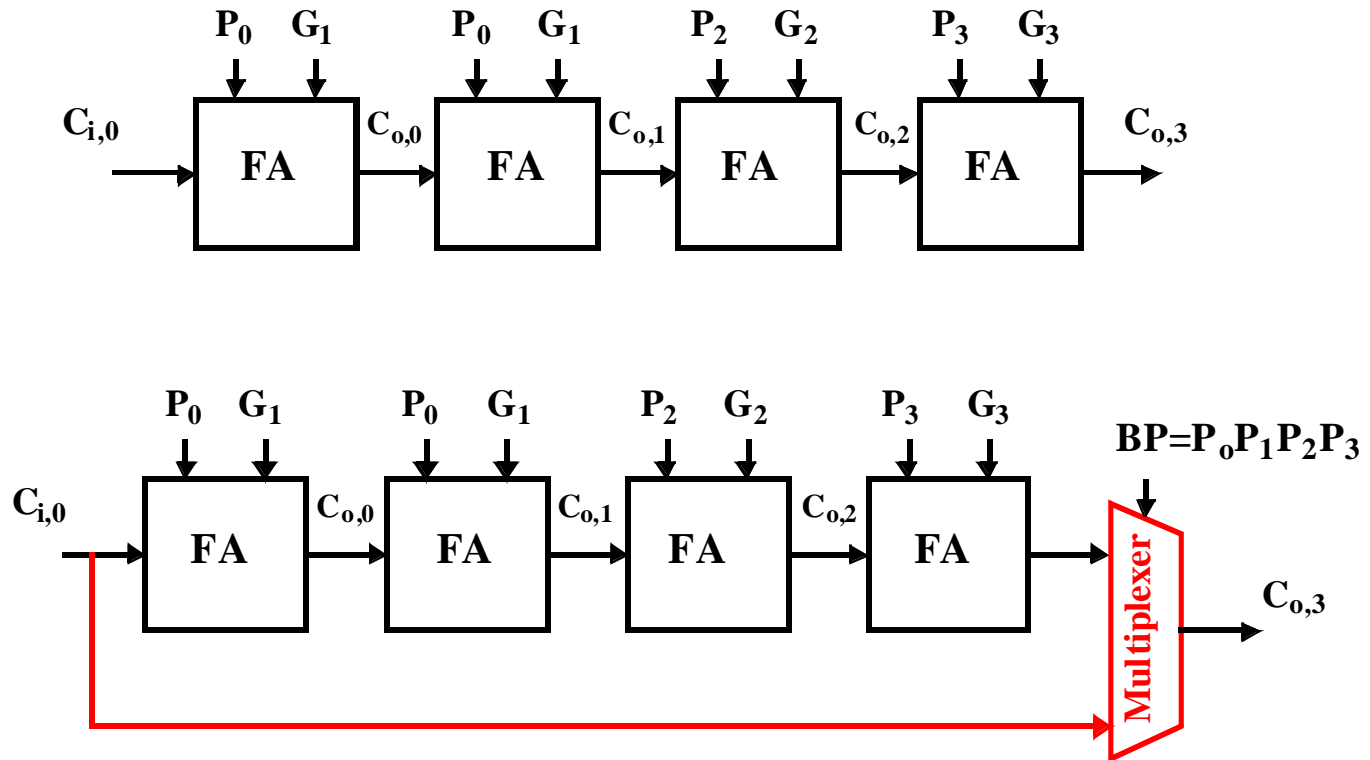 P0 G1 P0 G1 P2 G2 P3 G3
Ci,0 Co,0 Co,1 Co,2 Co,3
FA FA FA FA
P0 G1 P0 G1 P2 G2 P3 G3
BP=PoP1P2P3
Ci,0 Co,0 Co,1 Co,2
FA FA FA FA
Multiplexer
Co,3